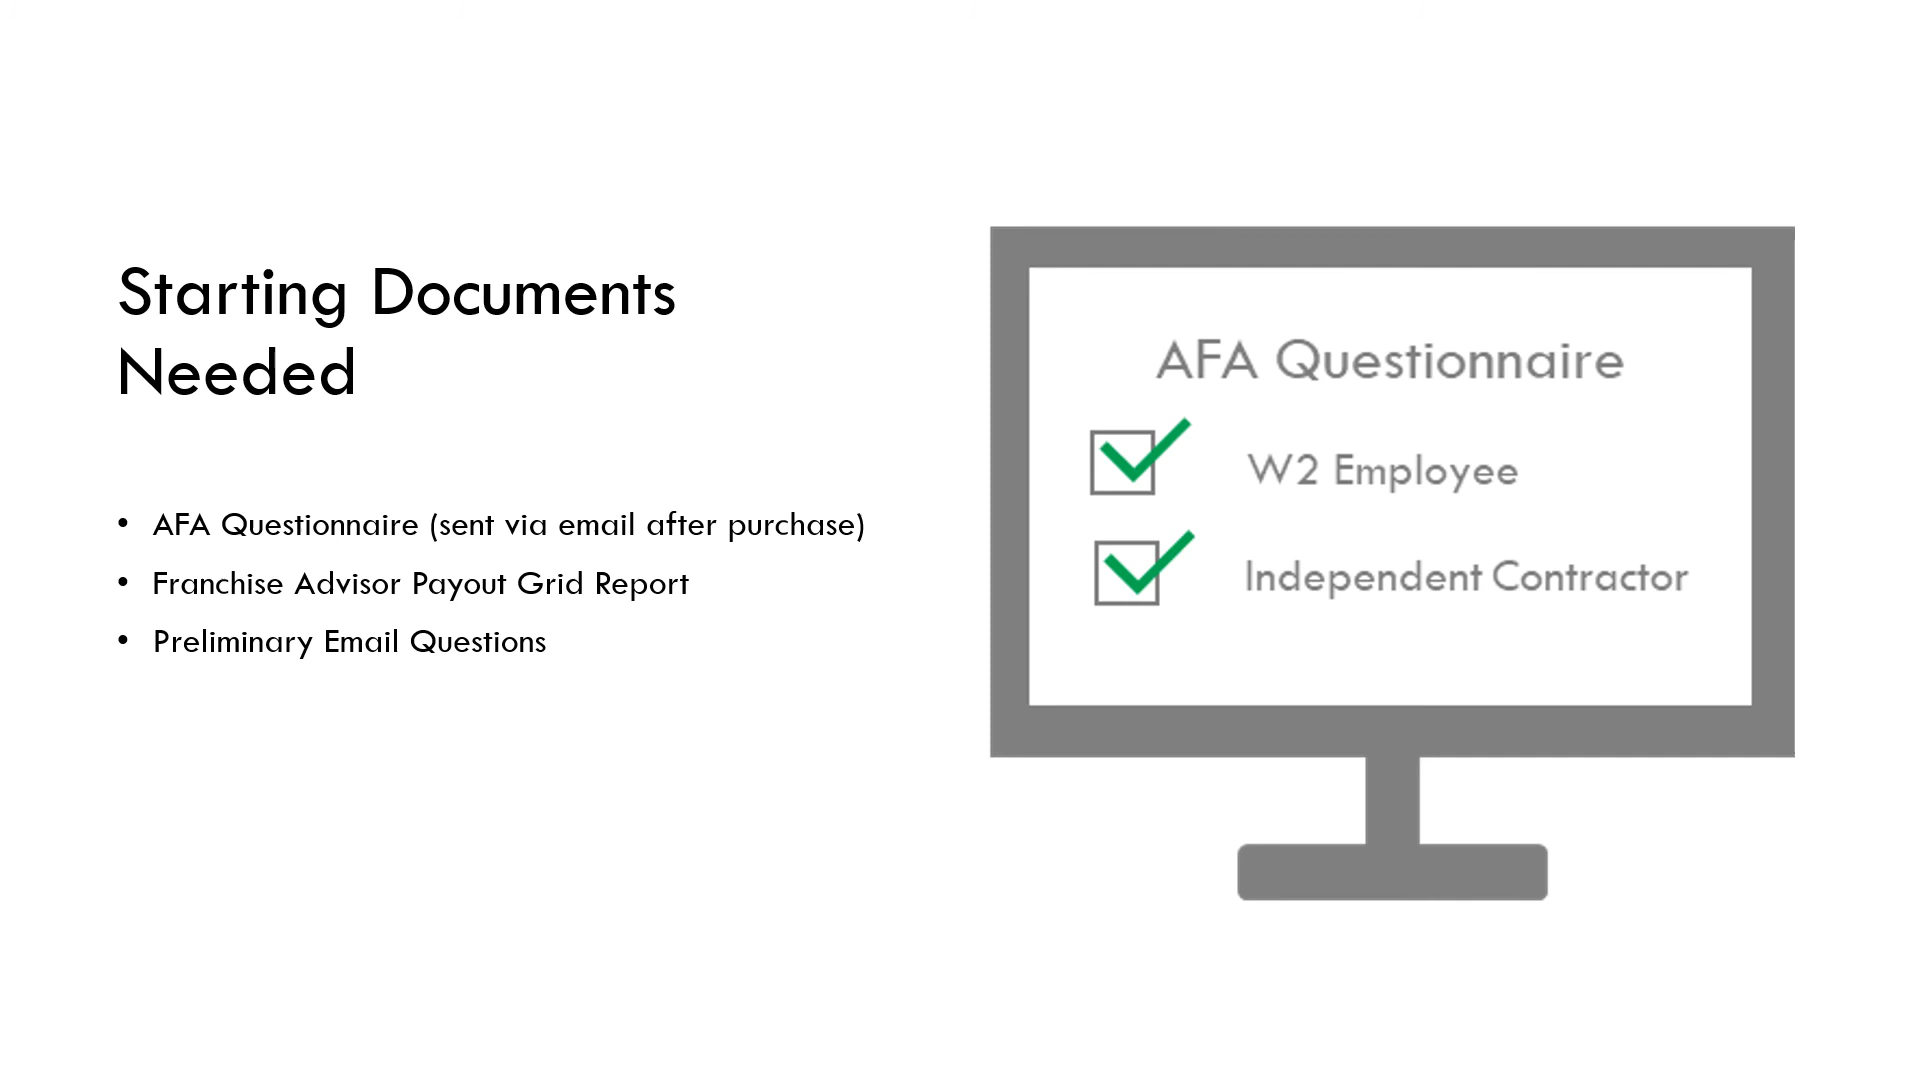 Starting Documents
Needed
• AFA Questionnaire (sent via email after purchase)
• Franchise Advisor Payout Grid Report
• Preliminary Email Questions
AFA Questionnaire
W2 Employee
Independent Contractor